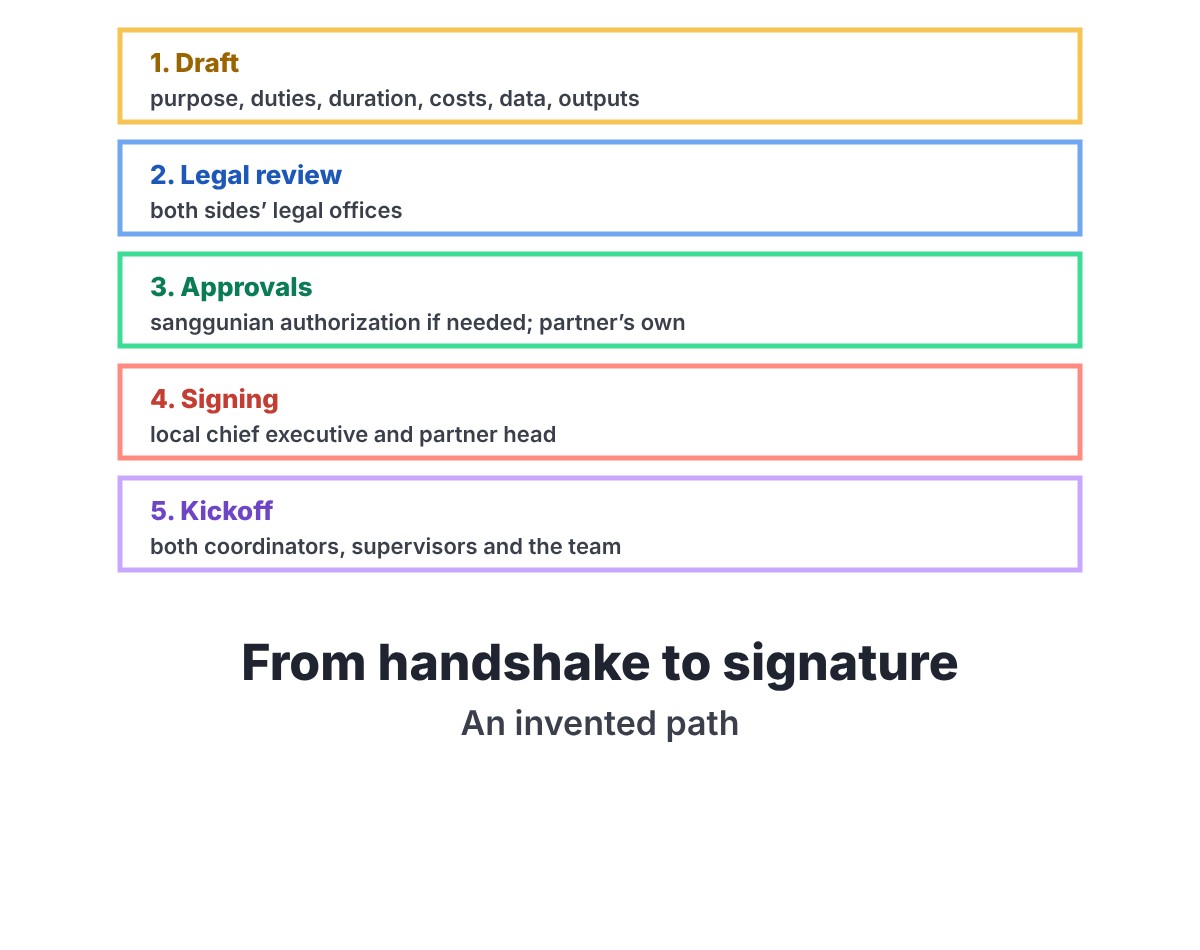 1. Draft
purpose, duties, duration, costs, data, outputs
2. Legal review
both sides’ legal offices
3. Approvals
sanggunian authorization if needed; partner’s own
4. Signing
local chief executive and partner head
5. Kickoff
both coordinators, supervisors and the team
From handshake to signature
An invented path